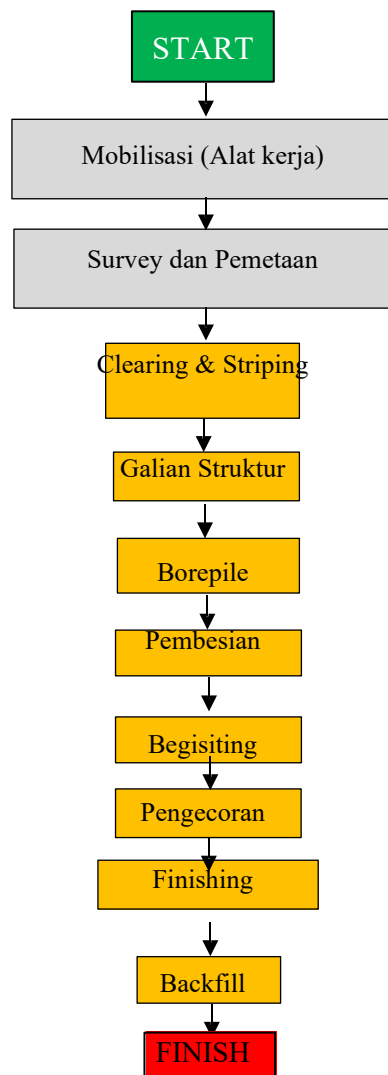 START
Mobilisasi (Alat kerja)
Survey dan Pemetaan
Clearing & Striping
Galian Struktur
Borepile
Pembesian
Begisiting
Pengecoran
Finishing
Backfill
FINISH